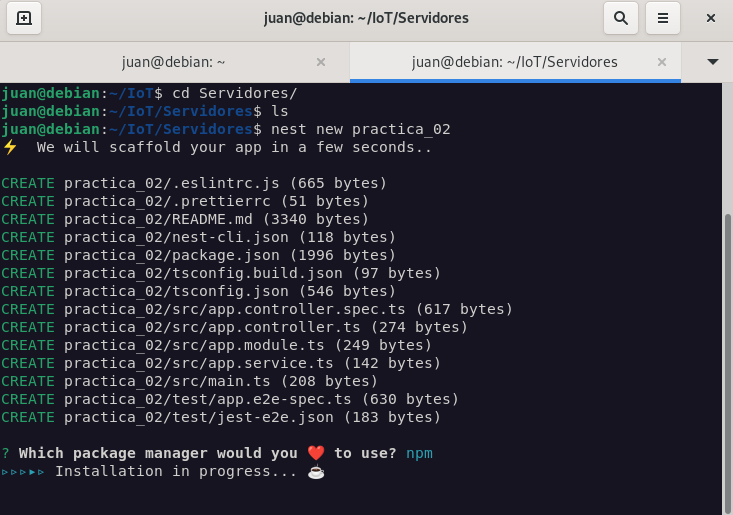 juan@debian: ~/IoT/Servidores
juan@debian: ~
juan@debian: ~/IoT/Servidores
juan@debian:~/IoT$ cd Servidores/
juan@debian:~/IoT/Servidores$ ls
juan@debian:~/IoT/Servidores$ nest new practica_02
⚡  We will scaffold your app in a few seconds..
CREATE practica_02/.eslintrc.js (665 bytes)
CREATE practica_02/.prettierrc (51 bytes)
CREATE practica_02/README.md (3340 bytes)
CREATE practica_02/nest-cli.json (118 bytes)
CREATE practica_02/package.json (1996 bytes)
CREATE practica_02/tsconfig.build.json (97 bytes)
CREATE practica_02/tsconfig.json (546 bytes)
CREATE practica_02/src/app.controller.spec.ts (617 bytes)
CREATE practica_02/src/app.controller.ts (274 bytes)
CREATE practica_02/src/app.module.ts (249 bytes)
CREATE practica_02/src/app.service.ts (142 bytes)
CREATE practica_02/src/main.ts (208 bytes)
CREATE practica_02/test/app.e2e-spec.ts (630 bytes)
CREATE practica_02/test/jest-e2e.json (183 bytes)
? Which package manager would you ❤️ to use? npm
▹▹▹▸▹ Installation in progress... ☕